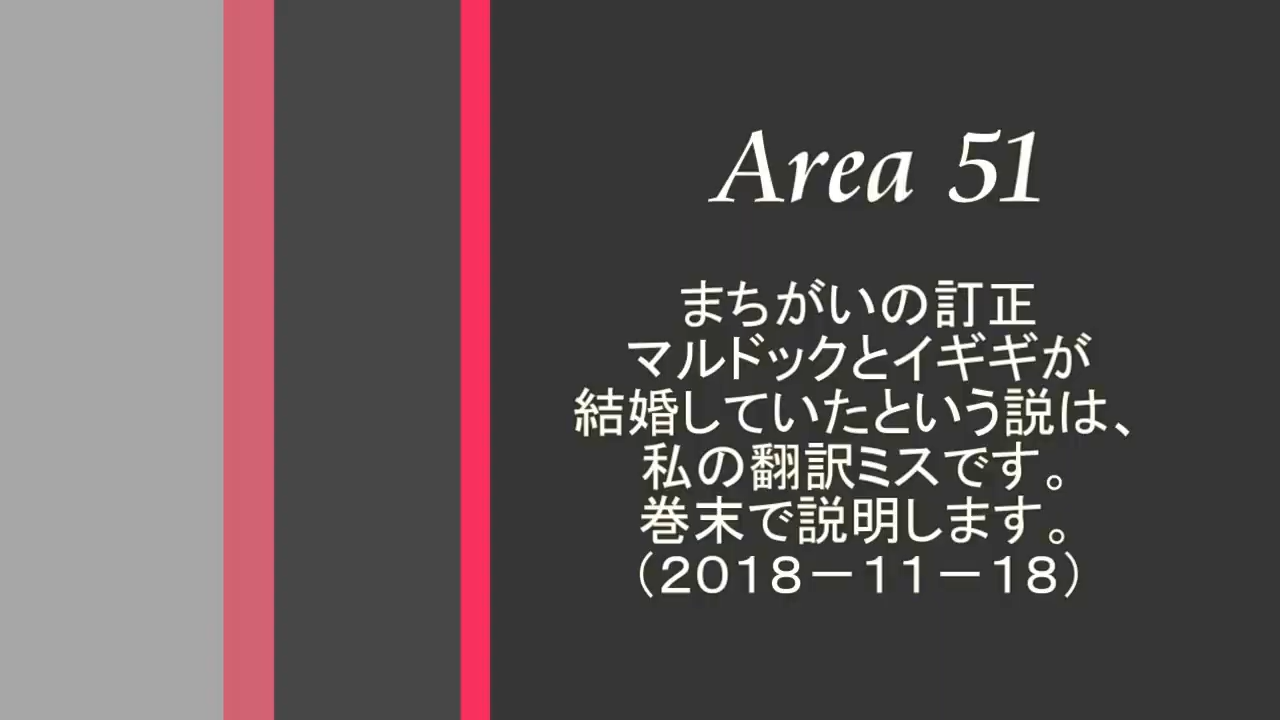 Area 51
まちがいの訂正
マルドックとイギギが
結婚していたという説は、
私の翻訳ミスです。
巻末で説明します。
（２０１８－１１－１８）